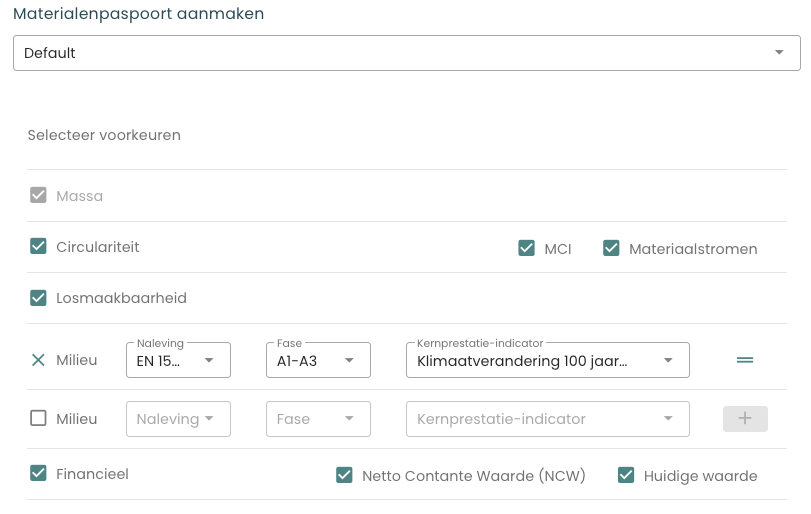 Materialenpaspoort aanmaken
Default
Selecteer voorkeuren
Massa
Circulariteit MCI Materiaalstromen
Losmaakbaarheid
Naleving Fase Kernprestatie-indicator
Milieu EN 15... A1-A3 Klimaatverandering 100 jaar...
Milieu Naleving Fase Kernprestatie-indicator
Financieel Netto Contante Waarde (NCW) Huidige waarde